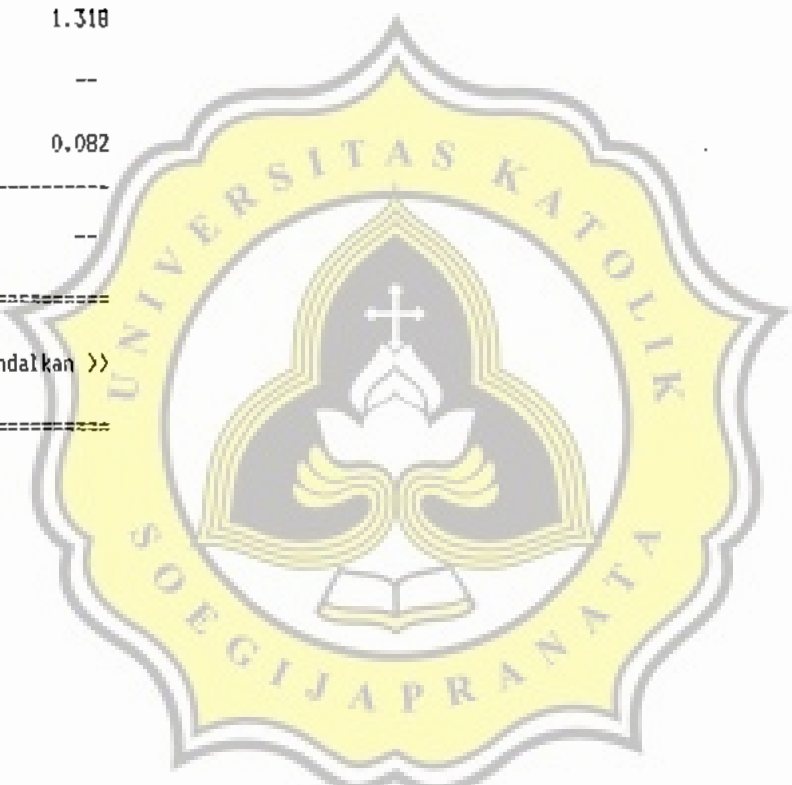 1.318
--
0.082
--------------
--
==============
ndalkan >>
==============
UNIVERSITAS KATOLIK
SOEGIJAPRANATA